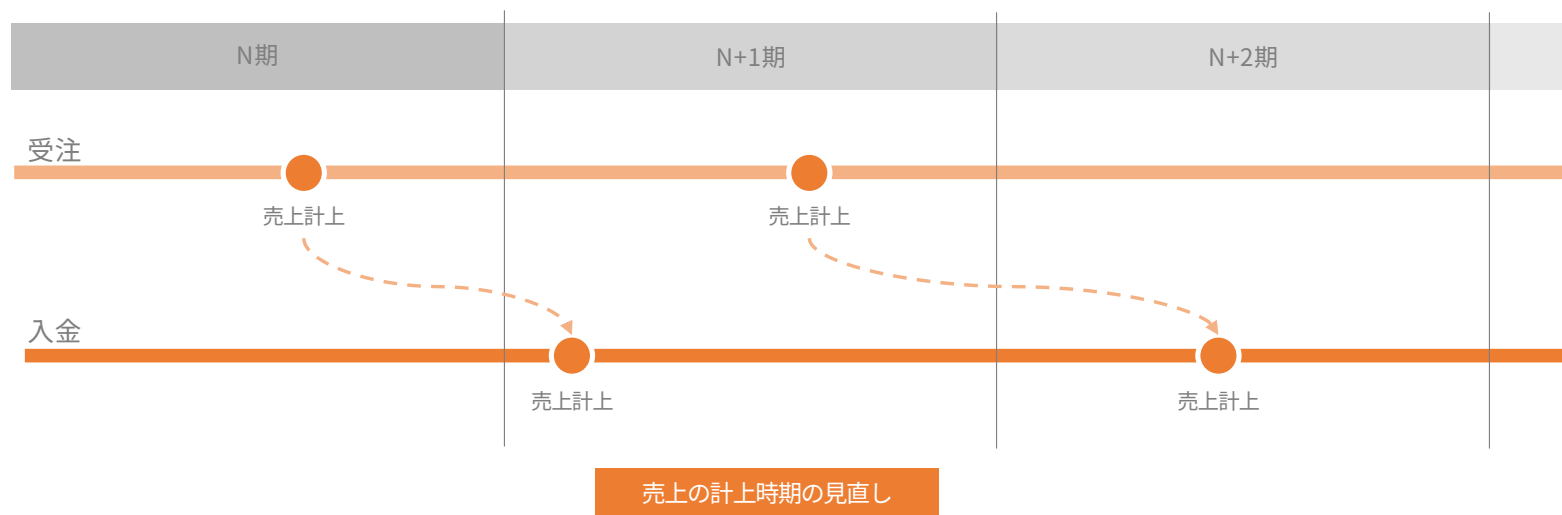 N期
N+1期
N+2期
受注
売上計上
売上計上
入金
売上計上
売上計上
売上の計上時期の見直し